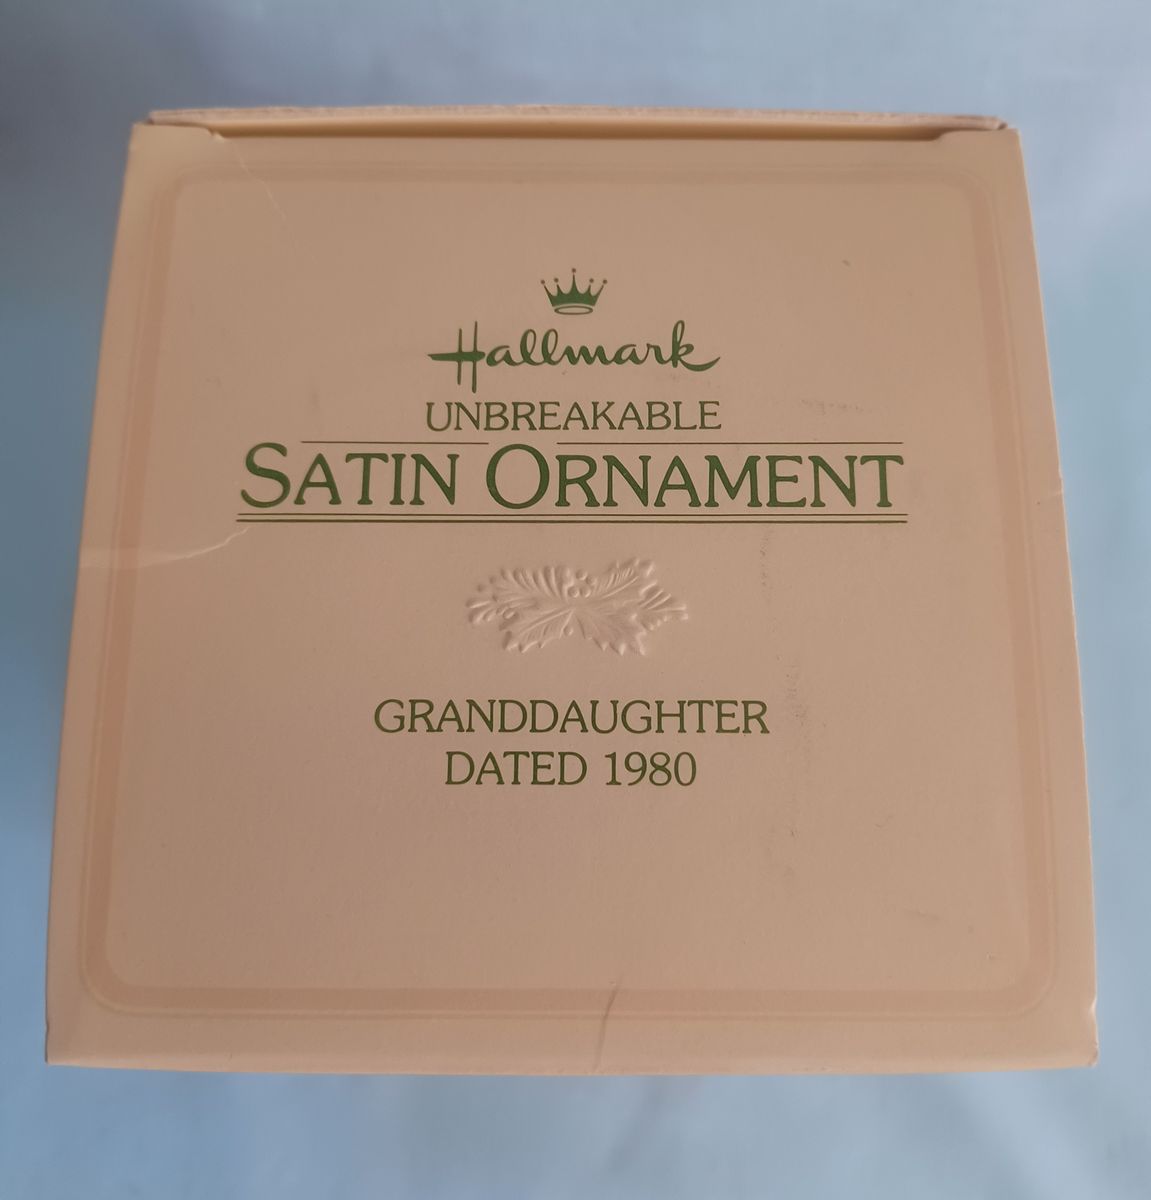 Hallmark
UNBREAKABLE
SATIN ORNAMENT
GRANDDAUGHTER
DATED 1980